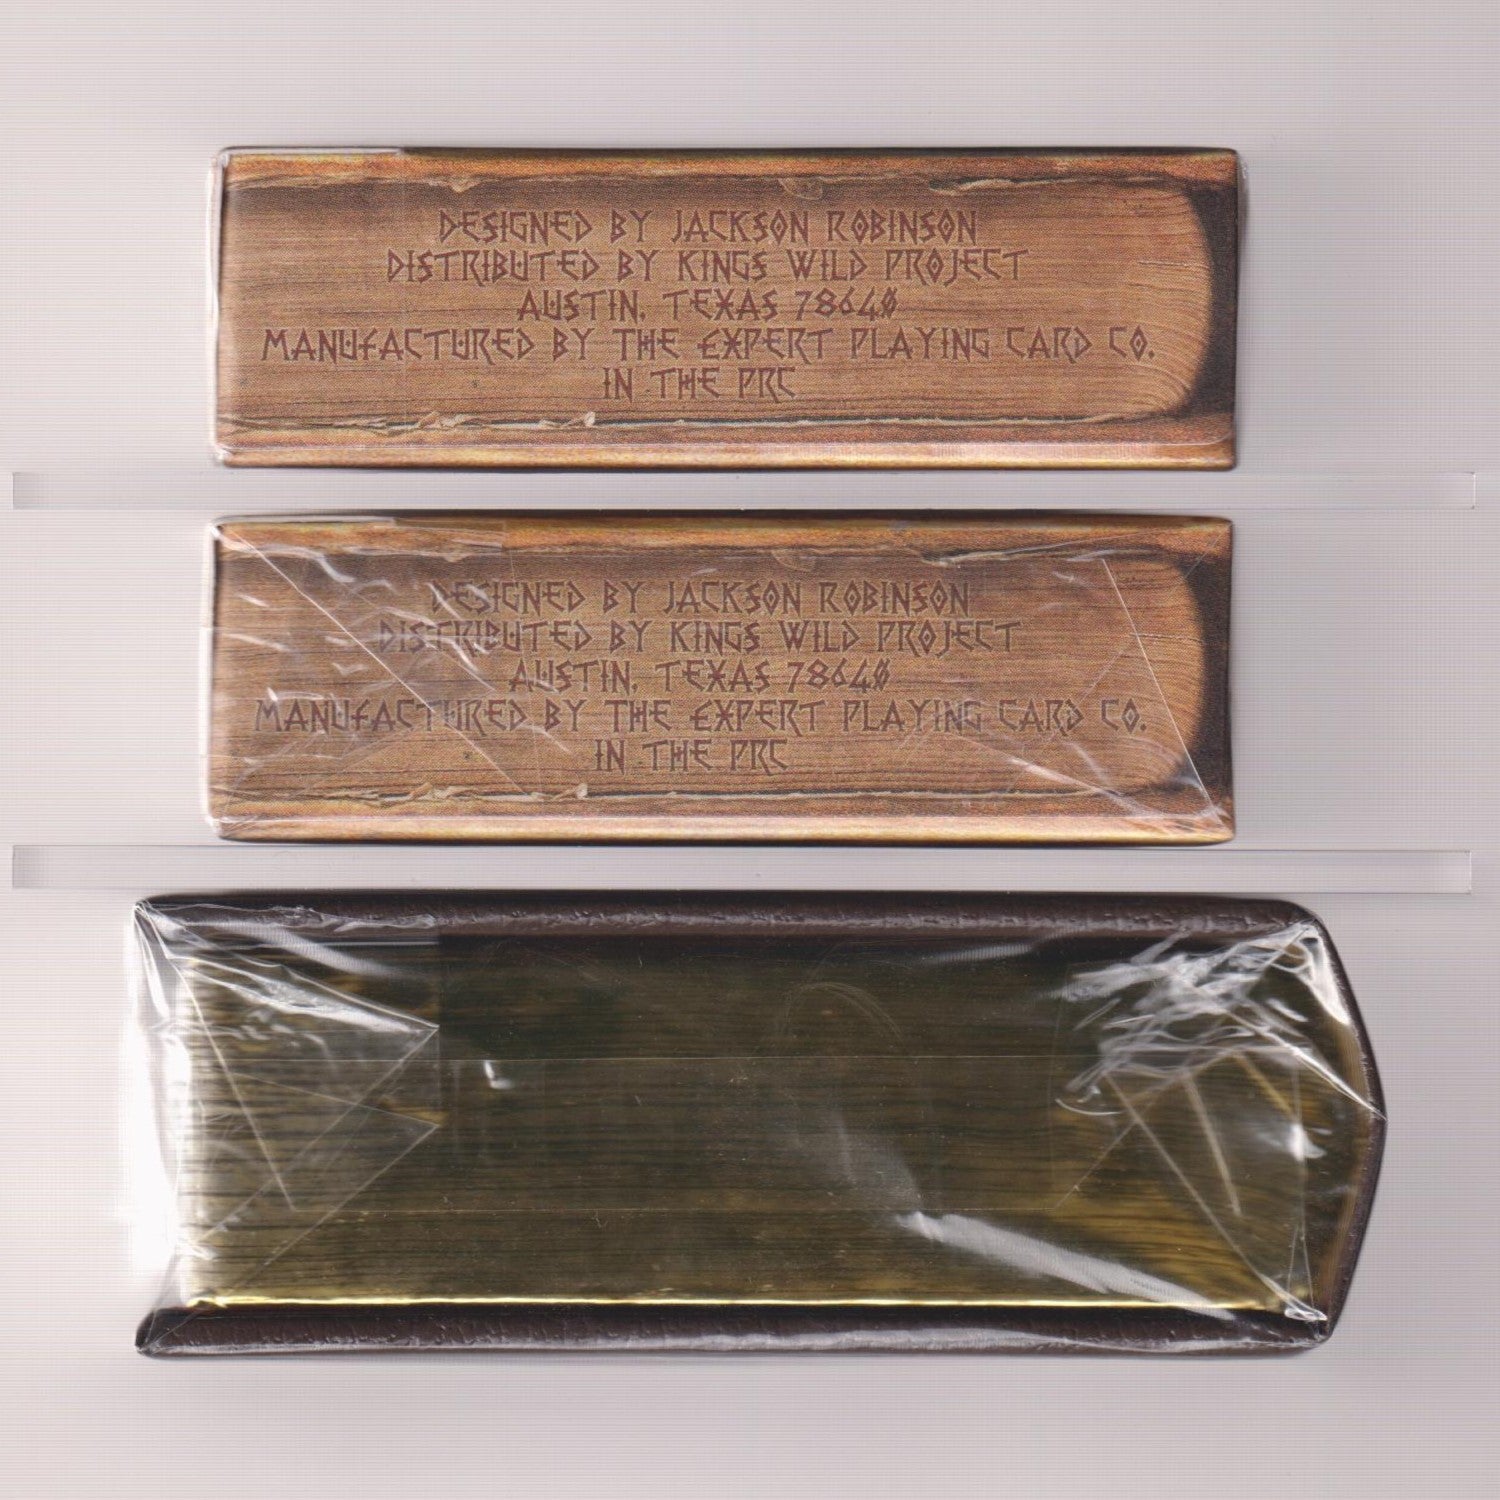 DESIGNED BY JACKSON ROBINSON
DISTRIBUTED BY KINGS WILD PROJECT
AUSTIN, TEXAS 78640
MANUFACTURED BY THE EXPERT PLAYING CARD CO.
IN THE PRC
DESIGNED BY JACKSON ROBINSON
DISTRIBUTED BY KINGS WILD PROJECT
AUSTIN, TEXAS 78640
MANUFACTURED BY THE EXPERT PLAYING CARD CO.
IN THE PRC